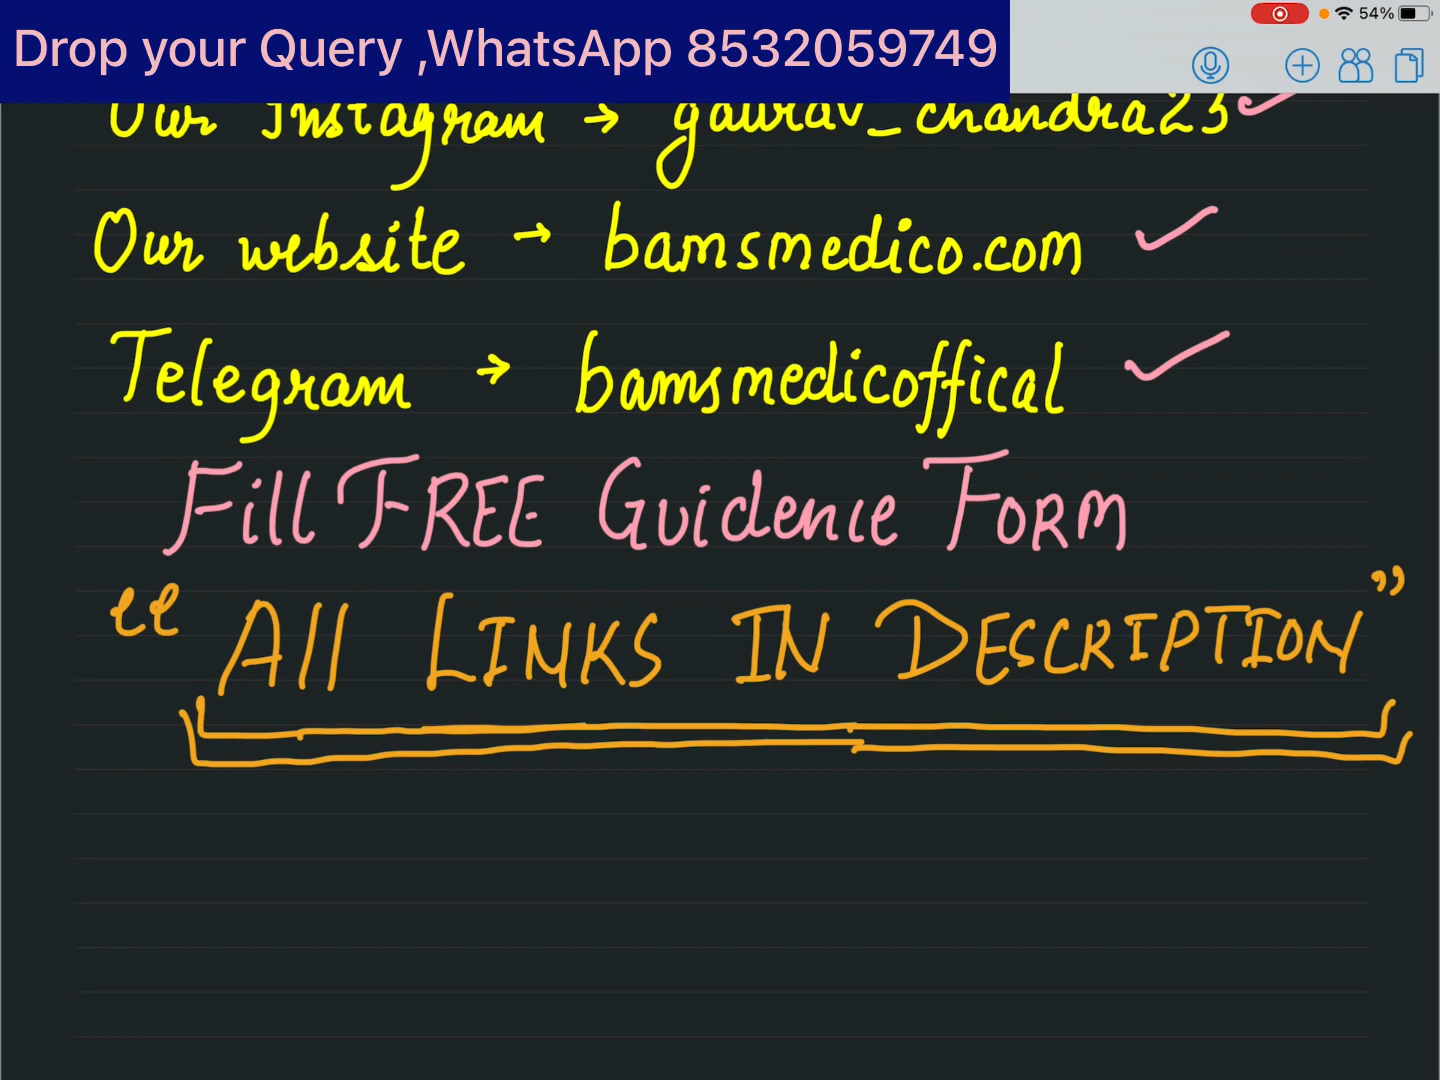 Drop your Query ,WhatsApp 8532059749
54%
Our Instagram → gaurav_chandra23
Our website → bamsmedico.com
Telegram → bamsmedicoffical
Fill FREE Guidence FORM
“ All LINKS IN DESCRIPTION ”